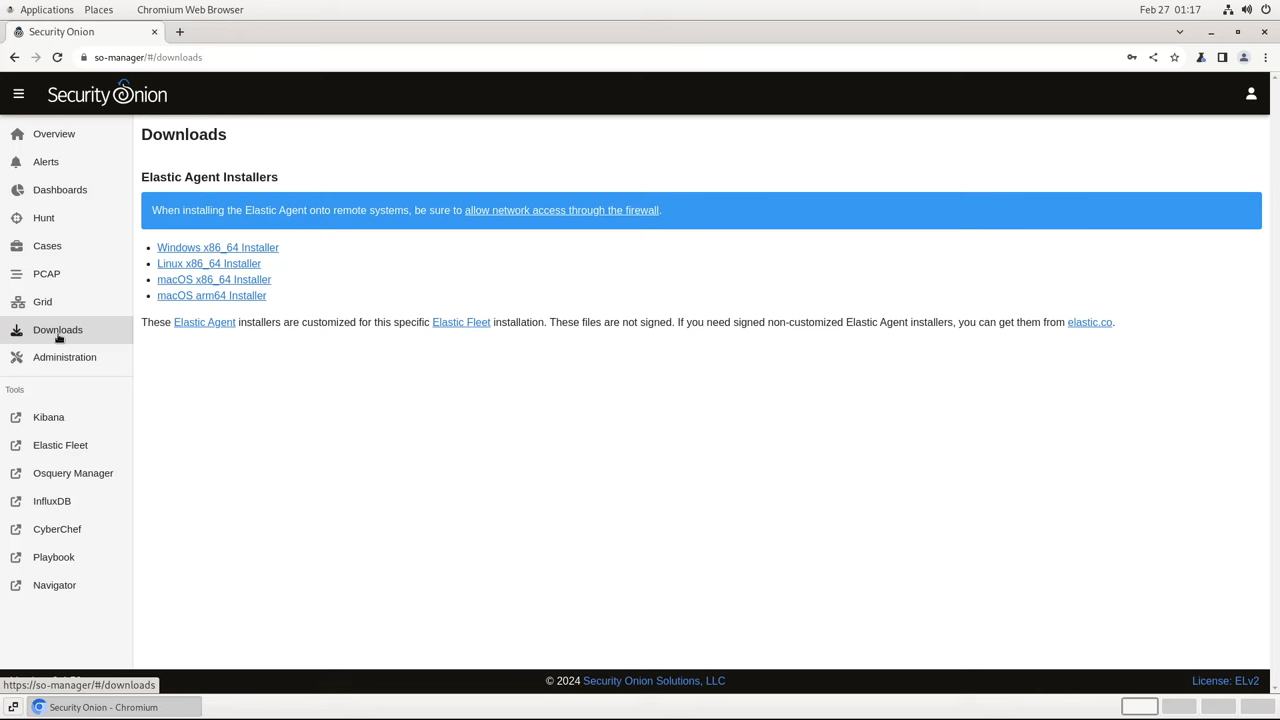 Applications Places Chromium Web Browser Feb 27 01:17
Security Onion
so-manager/#/downloads
Security Onion
Overview
Alerts
Dashboards
Hunt
Cases
PCAP
Grid
Downloads
Administration
Tools
Kibana
Elastic Fleet
Osquery Manager
InfluxDB
CyberChef
Playbook
Navigator
Downloads
Elastic Agent Installers
When installing the Elastic Agent onto remote systems, be sure to allow network access through the firewall.
Windows x86_64 Installer
Linux x86_64 Installer
macOS x86_64 Installer
macOS arm64 Installer
These Elastic Agent installers are customized for this specific Elastic Fleet installation. These files are not signed. If you need signed non-customized Elastic Agent installers, you can get them from elastic.co.
https://so-manager/#/downloads
© 2024 Security Onion Solutions, LLC License: ELv2
Security Onion - Chromium